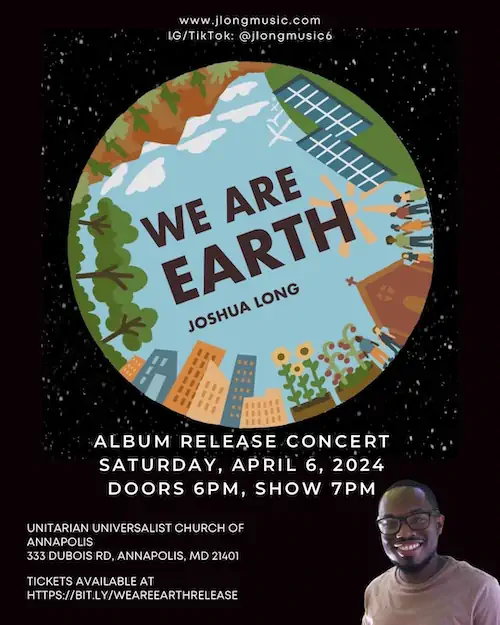 www.jlongmusic.com
IG/TikTok: @jlongmusic6
WE ARE
EARTH
JOSHUA LONG
ALBUM RELEASE CONCERT
SATURDAY, APRIL 6, 2024
DOORS 6PM, SHOW 7PM
UNITARIAN UNIVERSALIST CHURCH OF
ANNAPOLIS
333 DUBOIS RD, ANNAPOLIS, MD 21401
TICKETS AVAILABLE AT
HTTPS://BIT.LY/WEAREEARTHRELEASE